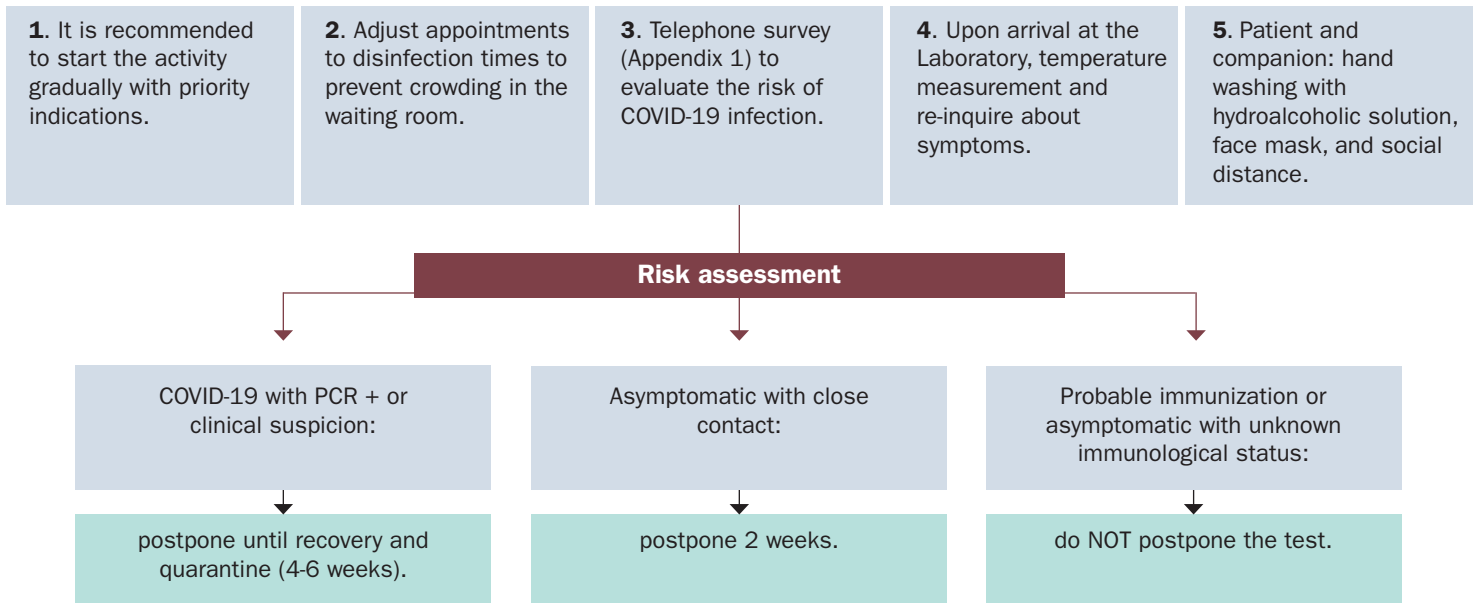 1. It is recommended
to start the activity
gradually with priority
indications.
2. Adjust appointments
to disinfection times to
prevent crowding in the
waiting room.
3. Telephone survey
(Appendix 1) to
evaluate the risk of
COVID-19 infection.
4. Upon arrival at the
Laboratory, temperature
measurement and
re-inquire about
symptoms.
5. Patient and
companion: hand
washing with
hydroalcoholic solution,
face mask, and social
distance.
Risk assessment
COVID-19 with PCR + or
clinical suspicion:
Asymptomatic with close
contact:
Probable immunization or
asymptomatic with unknown
immunological status:
postpone until recovery and
quarantine (4-6 weeks).
postpone 2 weeks.
do NOT postpone the test.